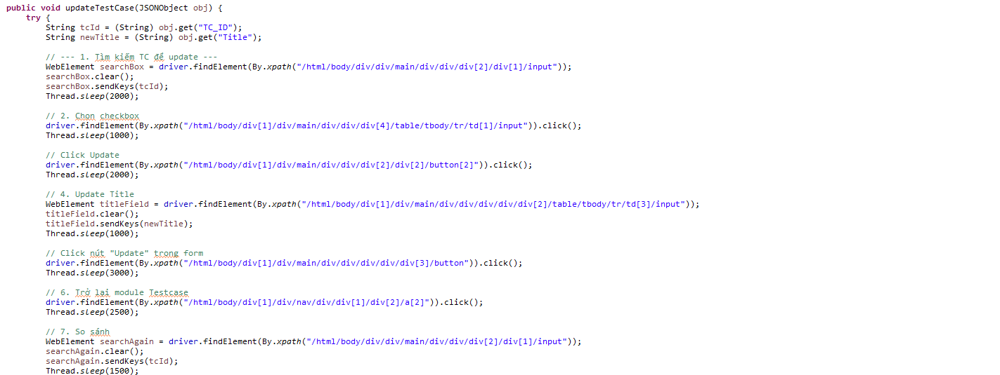 public void updateTestCase(JSONObject obj) {
try {
String tcId = (String) obj.get("TC_ID");
String newTitle = (String) obj.get("Title");
// --- 1. Tìm kiếm TC để update ---
WebElement searchBox = driver.findElement(By.xpath("/html/body/div/div/main/div/div/div[2]/div[1]/input"));
searchBox.clear();
searchBox.sendKeys(tcId);
Thread.sleep(2000);
// 2. Chọn checkbox
driver.findElement(By.xpath("/html/body/div[1]/div/main/div/div/div[4]/table/tbody/tr/td[1]/input")).click();
Thread.sleep(1000);
// Click Update
driver.findElement(By.xpath("/html/body/div[1]/div/main/div/div/div[2]/div[2]/button[2]")).click();
Thread.sleep(2000);
// 4. Update Title
WebElement titleField = driver.findElement(By.xpath("/html/body/div[1]/div/main/div/div/div/div/div[2]/table/tbody/tr/td[3]/input"));
titleField.clear();
titleField.sendKeys(newTitle);
Thread.sleep(1000);
// Click nút "Update" trong form
driver.findElement(By.xpath("/html/body/div[1]/div/main/div/div/div/div/div[3]/button")).click();
Thread.sleep(3000);
// 6. Trở lại module Testcase
driver.findElement(By.xpath("/html/body/div[1]/div/nav/div/div[1]/div[2]/a[2]")).click();
Thread.sleep(2500);
// 7. So sánh
WebElement searchAgain = driver.findElement(By.xpath("/html/body/div/div/main/div/div/div[2]/div[1]/input"));
searchAgain.clear();
searchAgain.sendKeys(tcId);
Thread.sleep(1500);